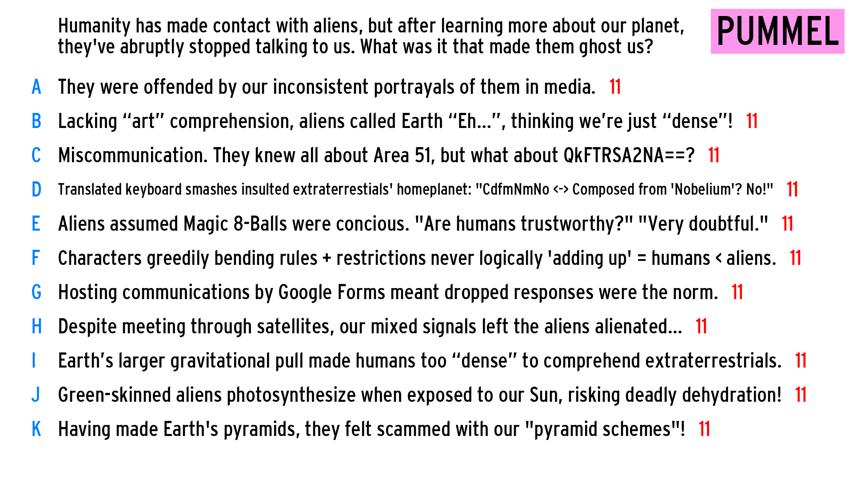 Humanity has made contact with aliens, but after learning more about our planet,
they've abruptly stopped talking to us. What was it that made them ghost us?
PUMMEL
A They were offended by our inconsistent portrayals of them in media. 11
B Lacking “art” comprehension, aliens called Earth “Eh...”, thinking we’re just “dense”! 11
C Miscommunication. They knew all about Area 51, but what about QkFTRSA2NA==? 11
D Translated keyboard smashes insulted extraterrestials' homeplanet: "CdfmNmNo <-> Composed from 'Nobelium'? No!" 11
E Aliens assumed Magic 8-Balls were concious. "Are humans trustworthy?" "Very doubtful." 11
F Characters greedily bending rules + restrictions never logically 'adding up' = humans < aliens. 11
G Hosting communications by Google Forms meant dropped responses were the norm. 11
H Despite meeting through satellites, our mixed signals left the aliens alienated... 11
I Earth’s larger gravitational pull made humans too “dense” to comprehend extraterrestrials. 11
J Green-skinned aliens photosynthesize when exposed to our Sun, risking deadly dehydration! 11
K Having made Earth's pyramids, they felt scammed with our "pyramid schemes"! 11